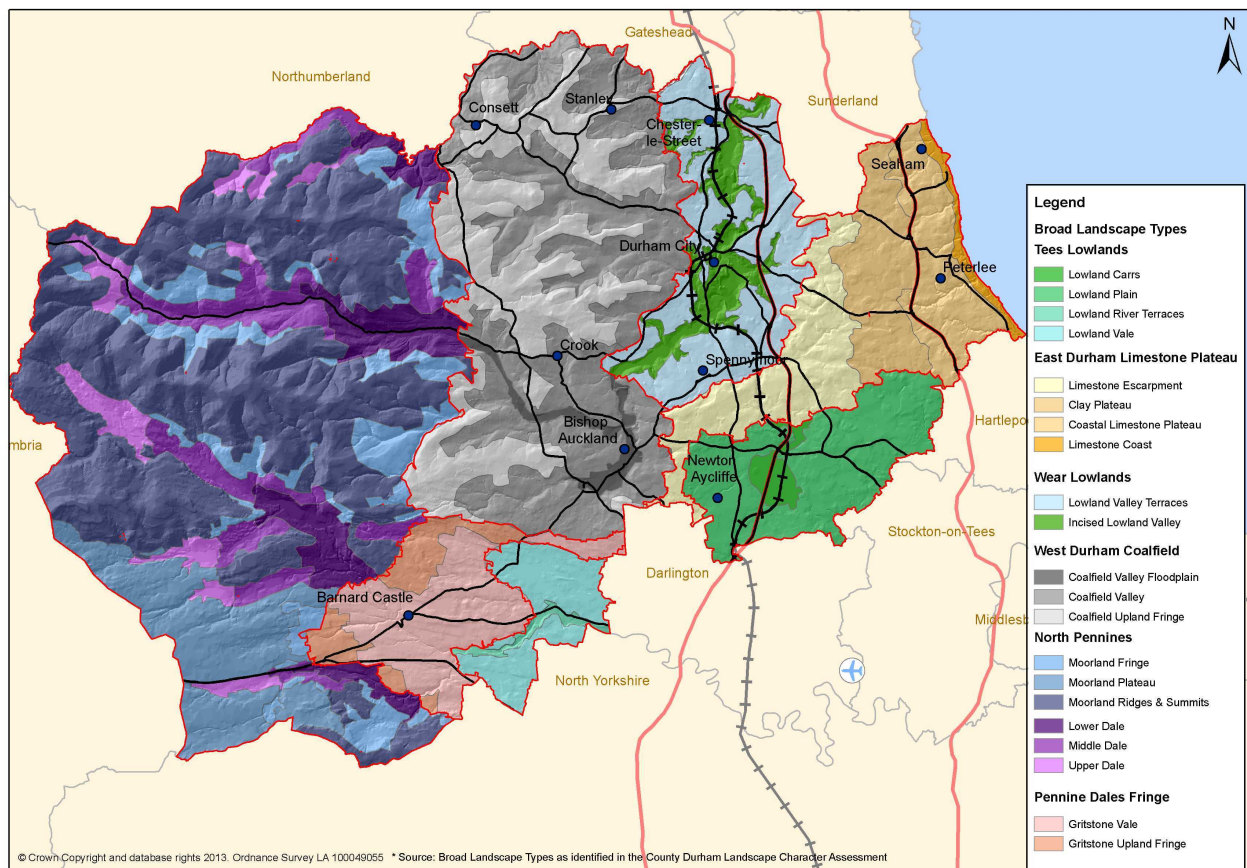 N
Gateshead
Northumberland
Sunderland
Consett
Stanley
Chester-
le-Street
Seaham
Durham City
Peterlee
Crook
Spennymoor
Bishop
Auckland
Hartlepo
mbria
Newton
Aycliffe
Stockton-on-Tees
Darlington
Barnard Castle
Middlesb
North Yorkshire
Legend
Broad Landscape Types
Tees Lowlands
Lowland Carrs
Lowland Plain
Lowland River Terraces
Lowland Vale
East Durham Limestone Plateau
Limestone Escarpment
Clay Plateau
Coastal Limestone Plateau
Limestone Coast
Wear Lowlands
Lowland Valley Terraces
Incised Lowland Valley
West Durham Coalfield
Coalfield Valley Floodplain
Coalfield Valley
Coalfield Upland Fringe
North Pennines
Moorland Fringe
Moorland Plateau
Moorland Ridges & Summits
Lower Dale
Middle Dale
Upper Dale
Pennine Dales Fringe
Gritstone Vale
Gritstone Upland Fringe
© Crown Copyright and database rights 2013. Ordnance Survey LA 100049055 * Source: Broad Landscape Types as identified in the County Durham Landscape Character Assessment